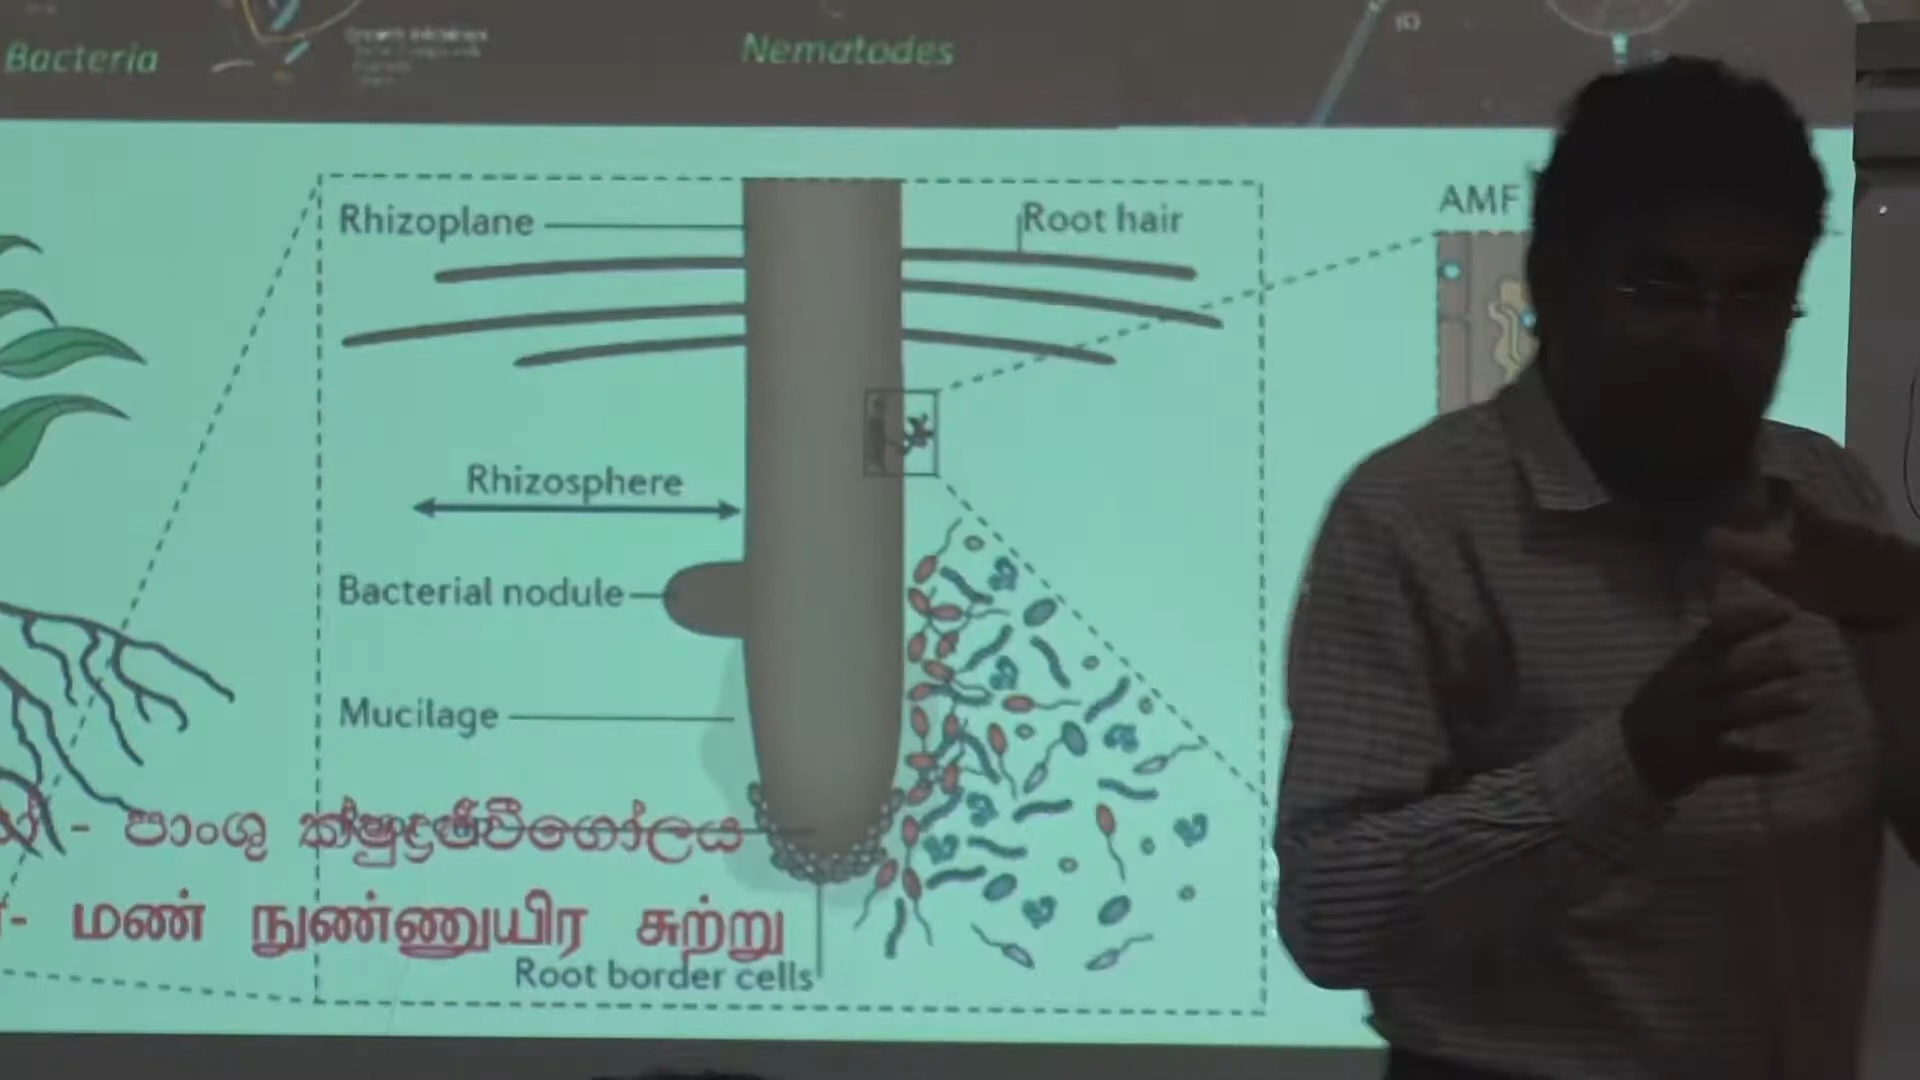 Bacteria
Nematodes
Rhizoplane
Root hair
AMF
Rhizosphere
Bacterial nodule
Mucilage
- පාංශු ක්ෂුද්‍රජීවීගෝලය
- மண் நுண்ணுயிர சுற்று
Root border cells